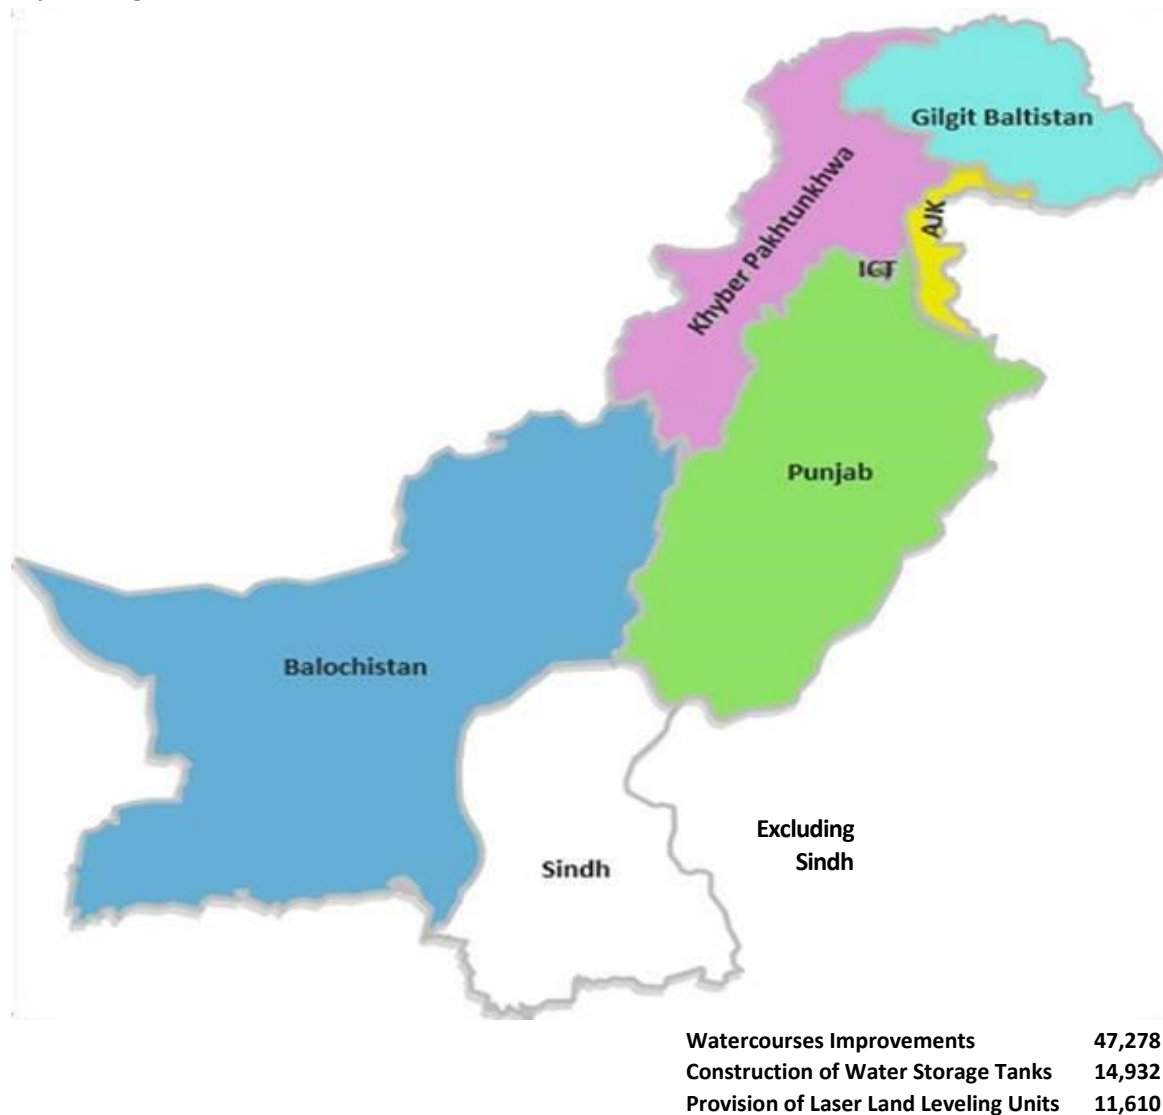 Gilgit Baltistan
Khyber Pakhtunkhwa
AJK
ICT
Punjab
Balochistan
Excluding
Sindh
Sindh
Watercourses Improvements 47,278
Construction of Water Storage Tanks 14,932
Provision of Laser Land Leveling Units 11,610